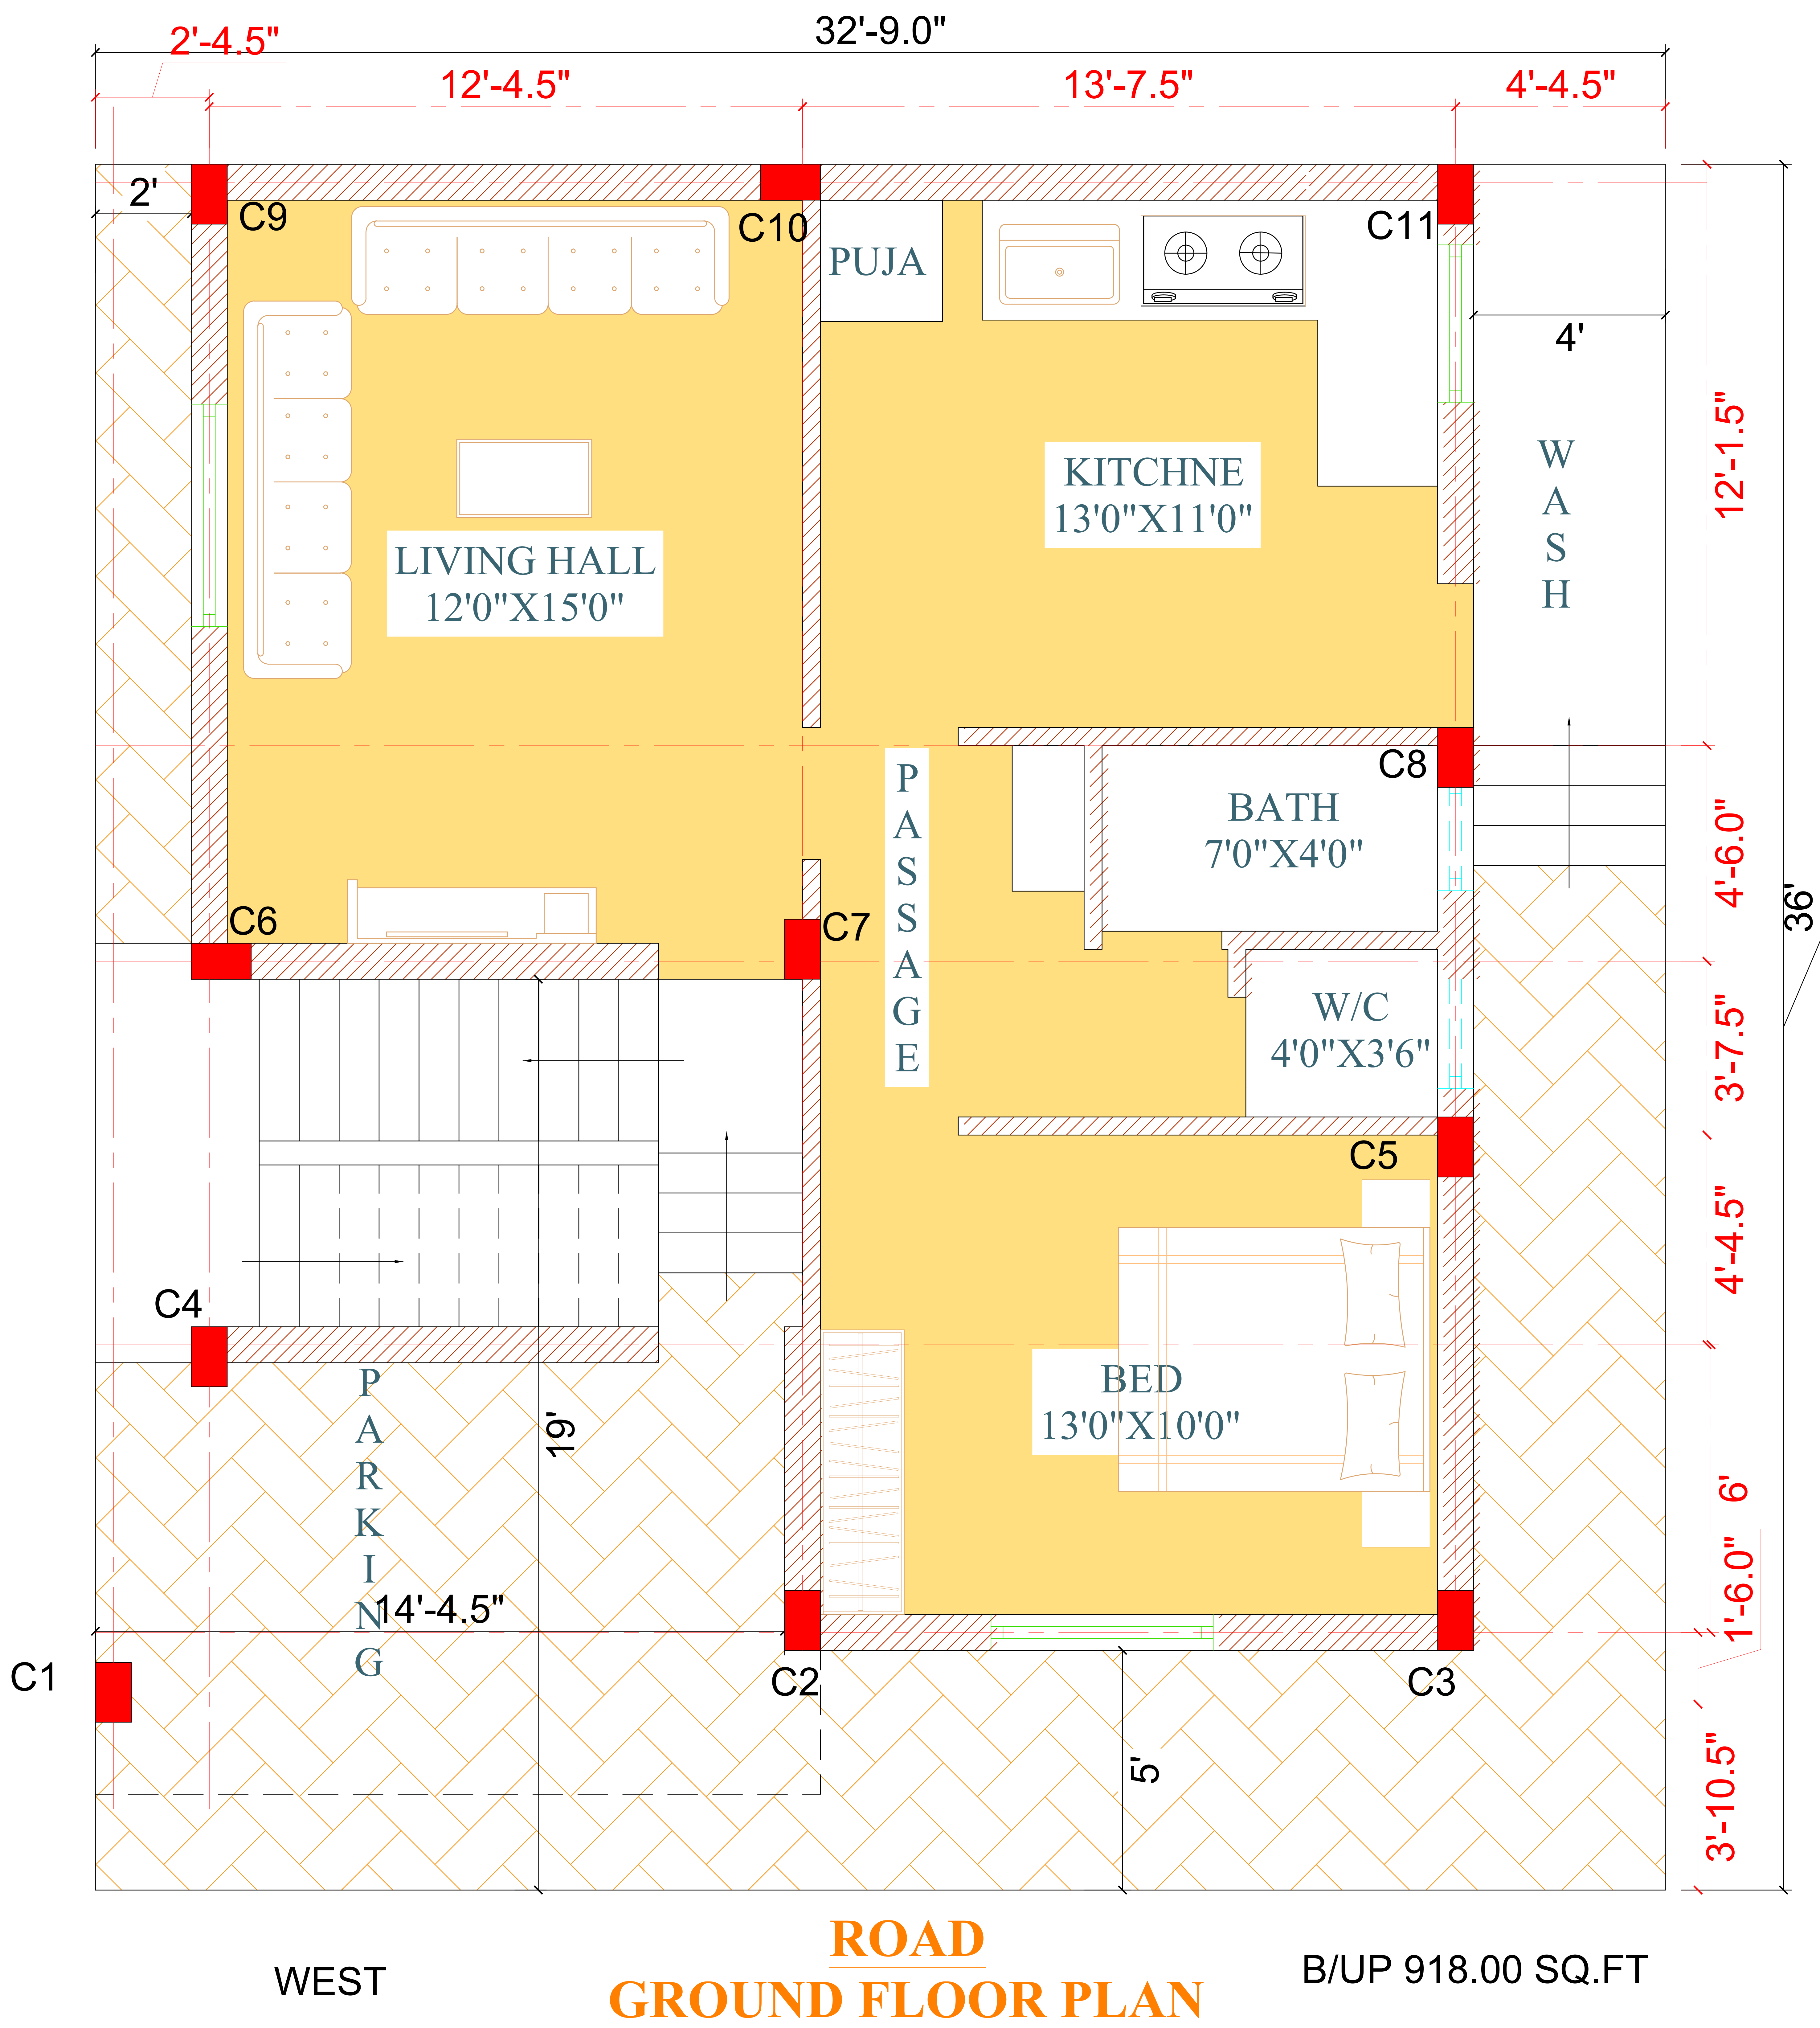 32'-9.0"
2'-4.5"
12'-4.5"
13'-7.5"
4'-4.5"
2'
C9
C10
C11
PUJA
4'
12'-1.5"
KITCHNE
13'0"X11'0"
WASH
LIVING HALL
12'0"X15'0"
PASSAGE
C8
BATH
7'0"X4'0"
4'-6.0"
36'
C6
C7
W/C
4'0"X3'6"
3'-7.5"
C5
4'-4.5"
C4
PARKING
19'
BED
13'0"X10'0"
6'
1'-6.0"
14'-4.5"
C1
C2
C3
5'
3'-10.5"
ROAD
WEST
GROUND FLOOR PLAN
B/UP 918.00 SQ.FT